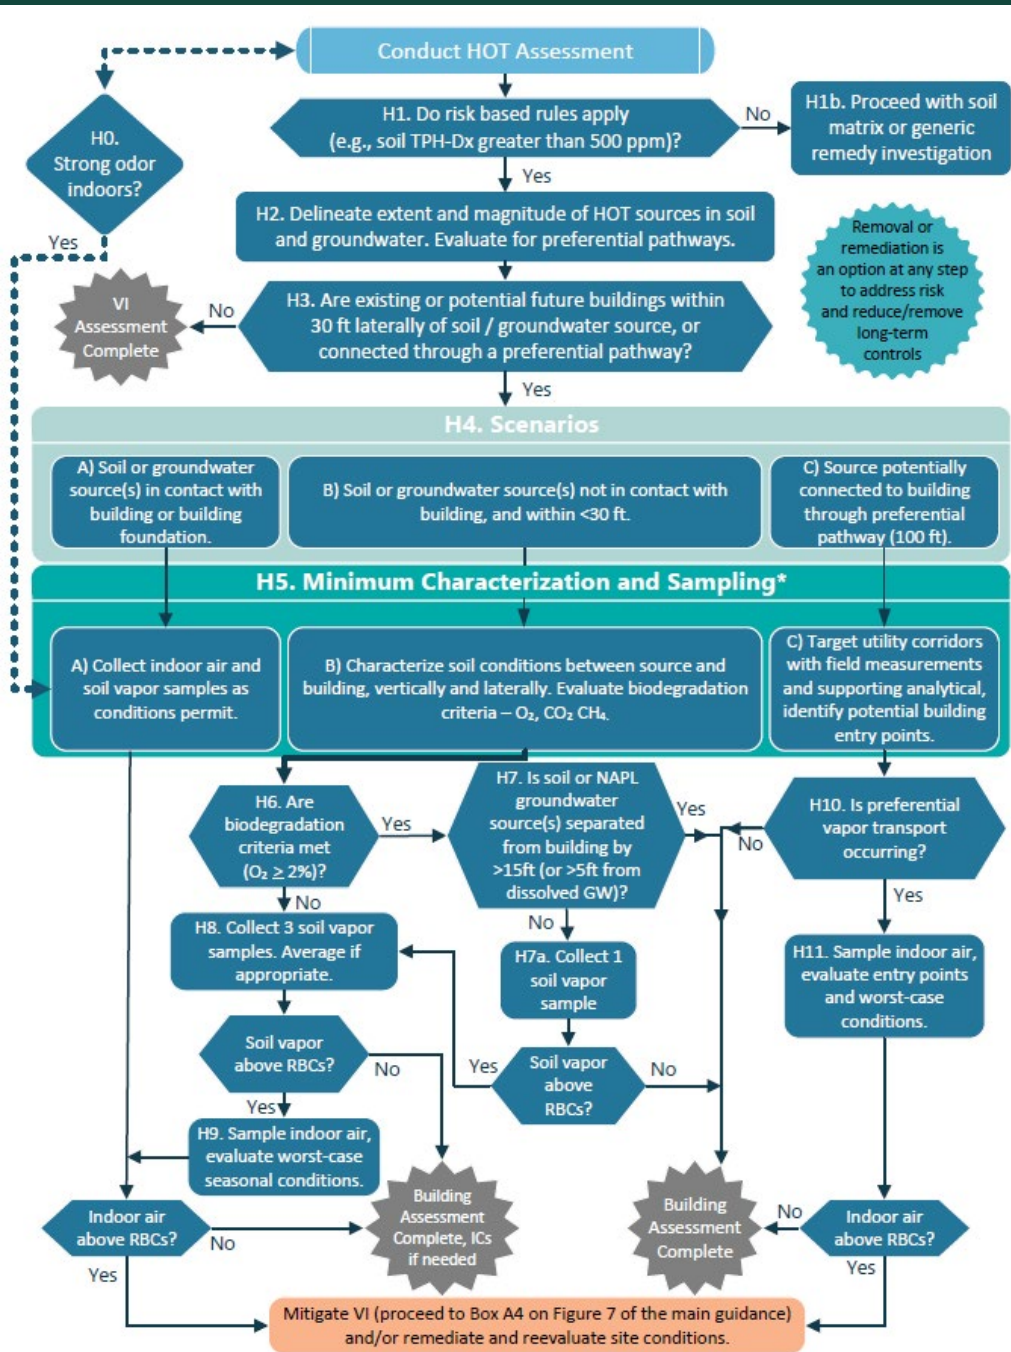 Conduct HOT Assessment
H0.
Strong odor
indoors?
H1. Do risk based rules apply
(e.g., soil TPH-Dx greater than 500 ppm)?
No
H1b. Proceed with soil
matrix or generic
remedy investigation
Yes
H2. Delineate extent and magnitude of HOT sources in soil
and groundwater. Evaluate for preferential pathways.
Removal or
remediation is
an option at any step
to address risk
and reduce/remove
long-term
controls
Yes
VI
Assessment
Complete
No
H3. Are existing or potential future buildings within
30 ft laterally of soil / groundwater source, or
connected through a preferential pathway?
Yes
H4. Scenarios
A) Soil or groundwater
source(s) in contact with
building or building
foundation.
B) Soil or groundwater source(s) not in contact with
building, and within <30 ft.
C) Source potentially
connected to building
through preferential
pathway (100 ft).
H5. Minimum Characterization and Sampling*
A) Collect indoor air and
soil vapor samples as
conditions permit.
B) Characterize soil conditions between source and
building, vertically and laterally. Evaluate biodegradation
criteria – O₂, CO₂ CH₄.
C) Target utility corridors
with field measurements
and supporting analytical,
identify potential building
entry points.
H6. Are
biodegradation
criteria met
(O₂ ≥ 2%)?
Yes
H7. Is soil or NAPL
groundwater
source(s) separated
from building by
>15ft (or >5ft from
dissolved GW)?
Yes
No
H10. Is preferential
vapor transport
occurring?
No
No
Yes
H8. Collect 3 soil vapor
samples. Average if
appropriate.
H7a. Collect 1
soil vapor
sample
H11. Sample indoor air,
evaluate entry points
and worst-case
conditions.
Soil vapor
above RBCs?
No
Yes
Soil vapor
above
RBCs?
No
Yes
H9. Sample indoor air,
evaluate worst-case
seasonal conditions.
Indoor air
above RBCs?
No
Building
Assessment
Complete, ICs
if needed
Building
Assessment
Complete
No
Indoor air
above RBCs?
Yes
Yes
Mitigate VI (proceed to Box A4 on Figure 7 of the main guidance)
and/or remediate and reevaluate site conditions.